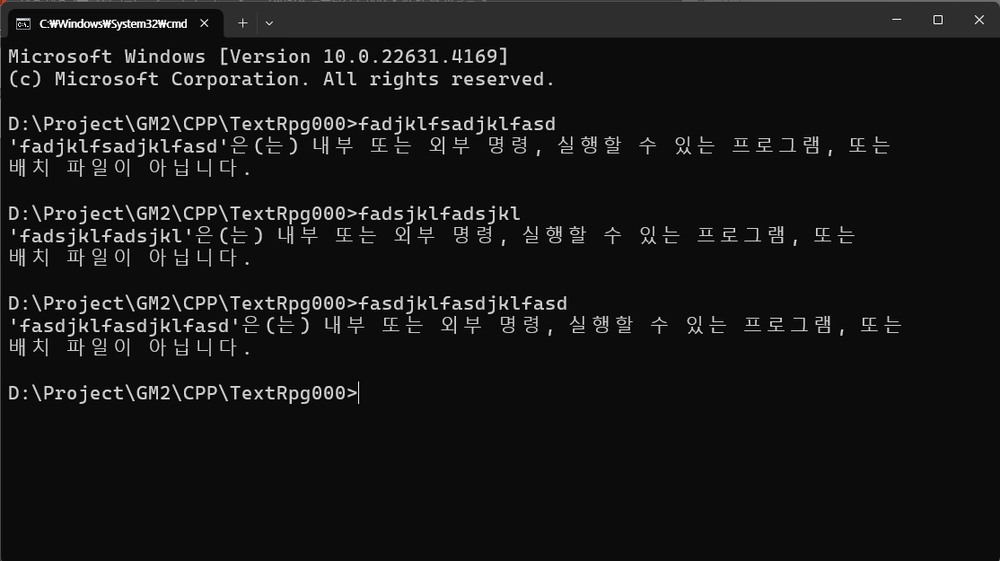 C:₩Windows₩System32₩cmd
Microsoft Windows [Version 10.0.22631.4169]
(c) Microsoft Corporation. All rights reserved.
D:\Project\GM2\CPP\TextRpg000>fadjklfsadjklfasd
'fadjklfsadjklfasd'은(는) 내부 또는 외부 명령, 실행할 수 있는 프로그램, 또는
배치 파일이 아닙니다.
D:\Project\GM2\CPP\TextRpg000>fadsjklfadsjkl
'fadsjklfadsjkl'은(는) 내부 또는 외부 명령, 실행할 수 있는 프로그램, 또는
배치 파일이 아닙니다.
D:\Project\GM2\CPP\TextRpg000>fasdjklfasdjklfasd
'fasdjklfasdjklfasd'은(는) 내부 또는 외부 명령, 실행할 수 있는 프로그램, 또는
배치 파일이 아닙니다.
D:\Project\GM2\CPP\TextRpg000>